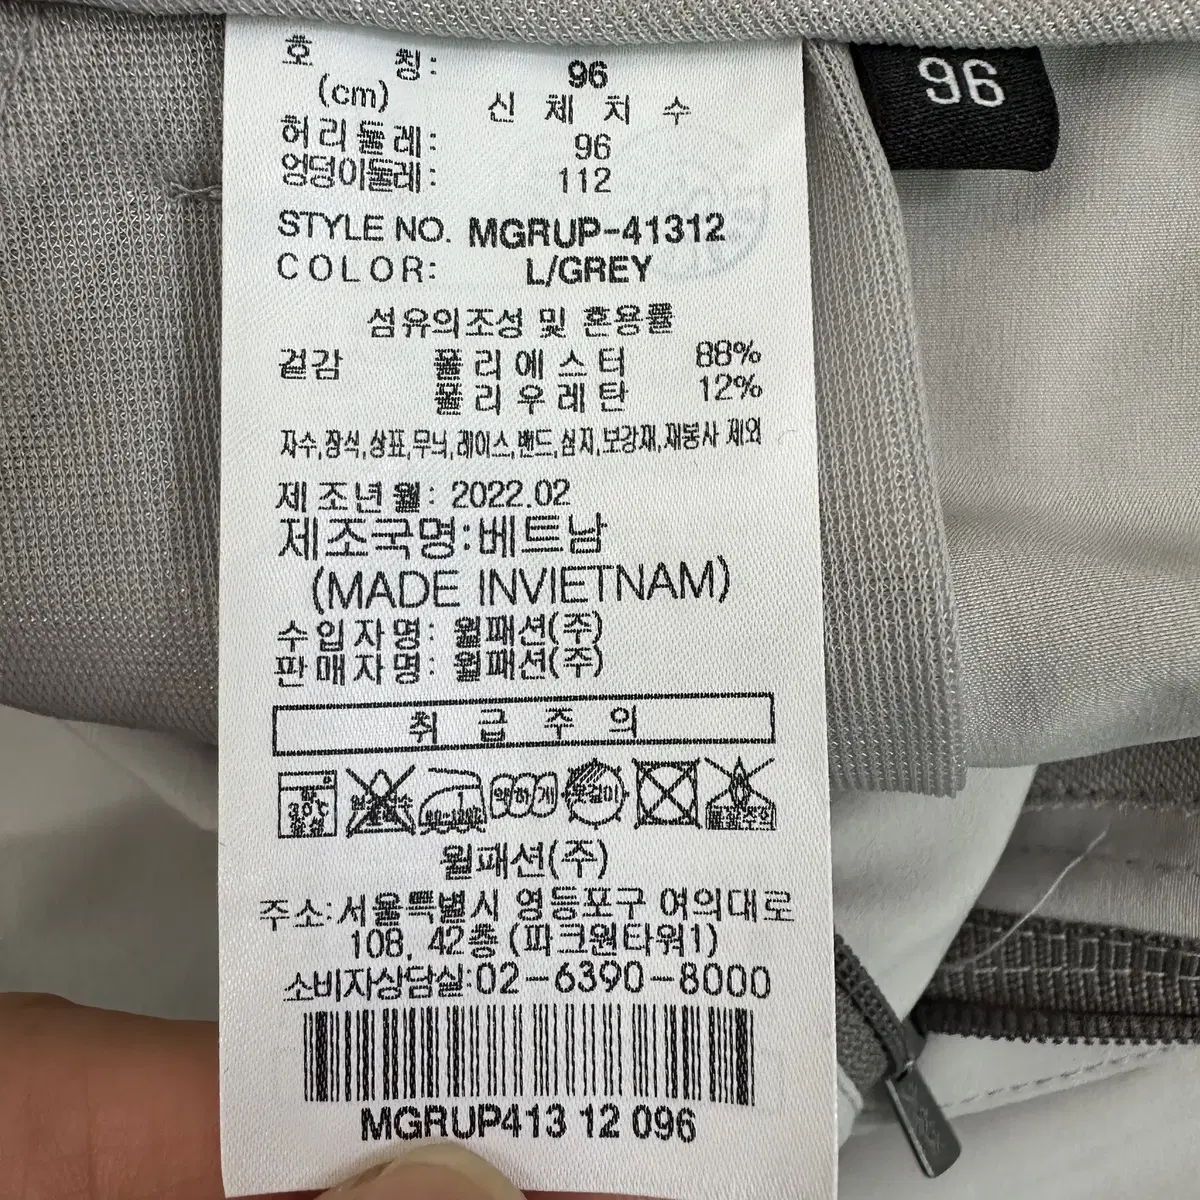 호 칭: 96
96
(cm) 신 체 치 수
허리둘레: 96
엉덩이둘레: 112
STYLE NO. MGRUP-41312
COLOR: L/GREY
섬유의조성 및 혼용률
겉감 폴리에스터 88%
폴리우레탄 12%
자수,장식,상표,무늬,레이스,밴드,심지,보강재,재봉사 제외
제조년월: 2022.02
제조국명:베트남
(MADE INVIETNAM)
수입자명: 월패션(주)
판매자명: 월패션(주)
취 급 주 의
30℃ 약하게
월패션(주)
주소:서울특별시 영등포구 여의대로
108, 42층 (파크원타워1)
소비자상담실:02-6390-8000
MGRUP413 12 096